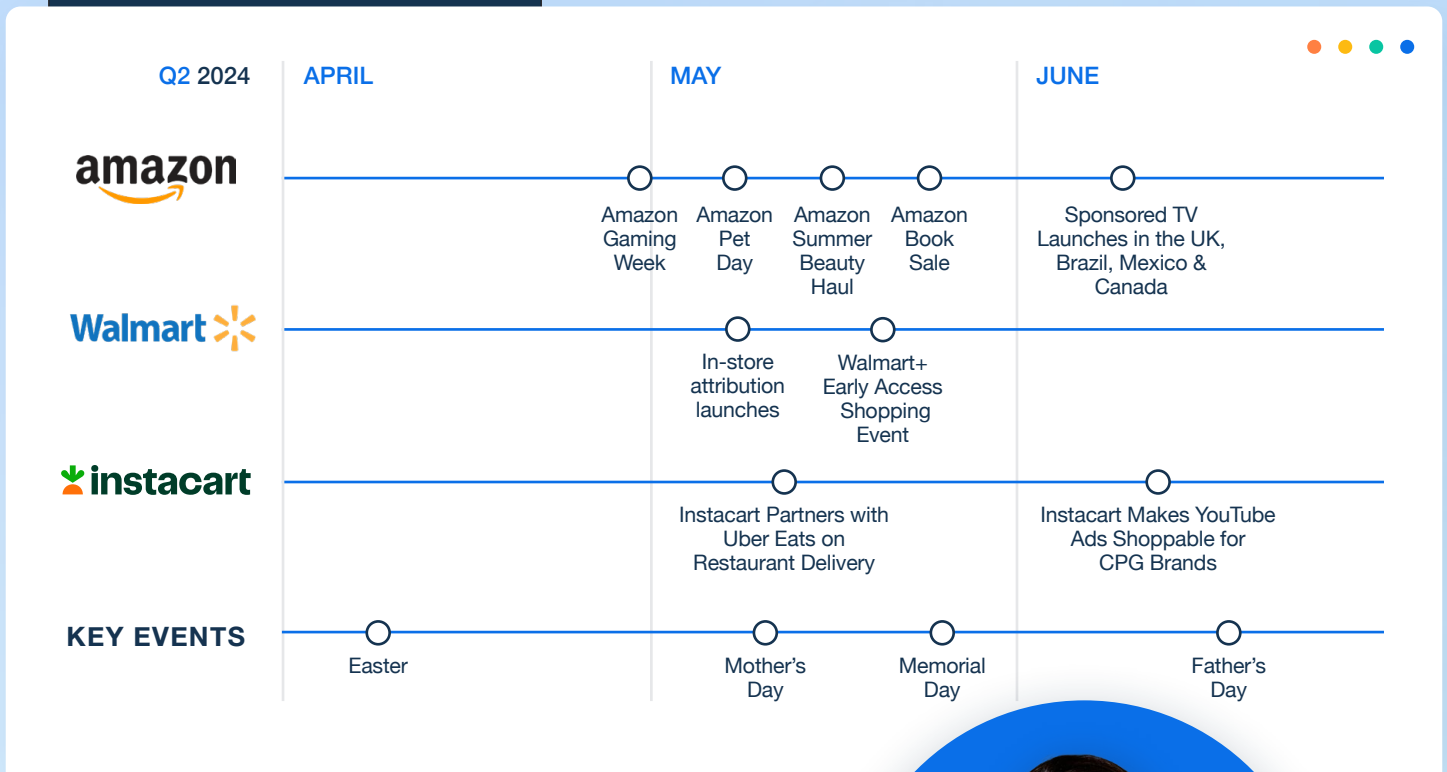 Q2 2024
APRIL
MAY
JUNE
amazon
Amazon
Gaming
Week
Amazon
Pet
Day
Amazon
Summer
Beauty
Haul
Amazon
Book
Sale
Sponsored TV
Launches in the UK,
Brazil, Mexico &
Canada
Walmart
In-store
attribution
launches
Walmart+
Early Access
Shopping
Event
instacart
Instacart Partners with
Uber Eats on
Restaurant Delivery
Instacart Makes YouTube
Ads Shoppable for
CPG Brands
KEY EVENTS
Easter
Mother's
Day
Memorial
Day
Father's
Day